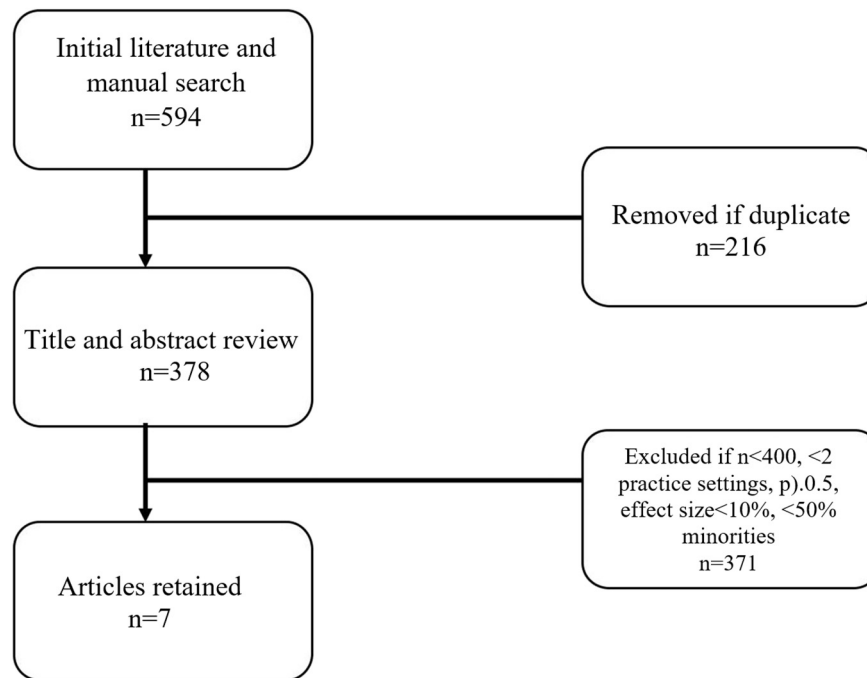 Initial literature and
manual search
n=594
Removed if duplicate
n=216
Title and abstract review
n=378
Excluded if n<400, <2
practice settings, p).0.5,
effect size<10%, <50%
minorities
n=371
Articles retained
n=7